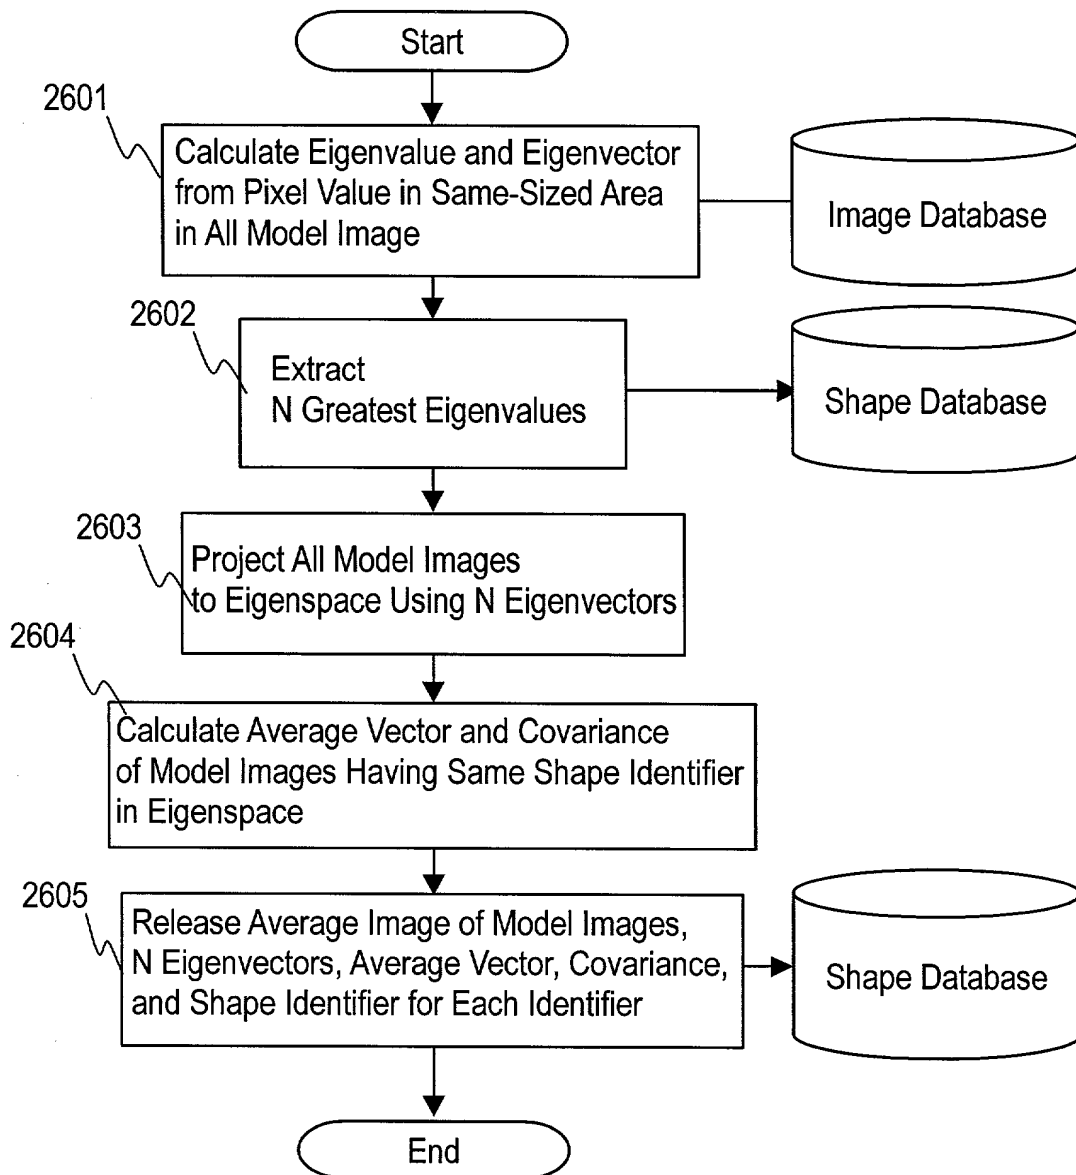 Start
2601
Calculate Eigenvalue and Eigenvector
from Pixel Value in Same-Sized Area
in All Model Image
Image Database
2602
Extract
N Greatest Eigenvalues
Shape Database
2603
Project All Model Images
to Eigenspace Using N Eigenvectors
2604
Calculate Average Vector and Covariance
of Model Images Having Same Shape Identifier
in Eigenspace
2605
Release Average Image of Model Images,
N Eigenvectors, Average Vector, Covariance,
and Shape Identifier for Each Identifier
Shape Database
End